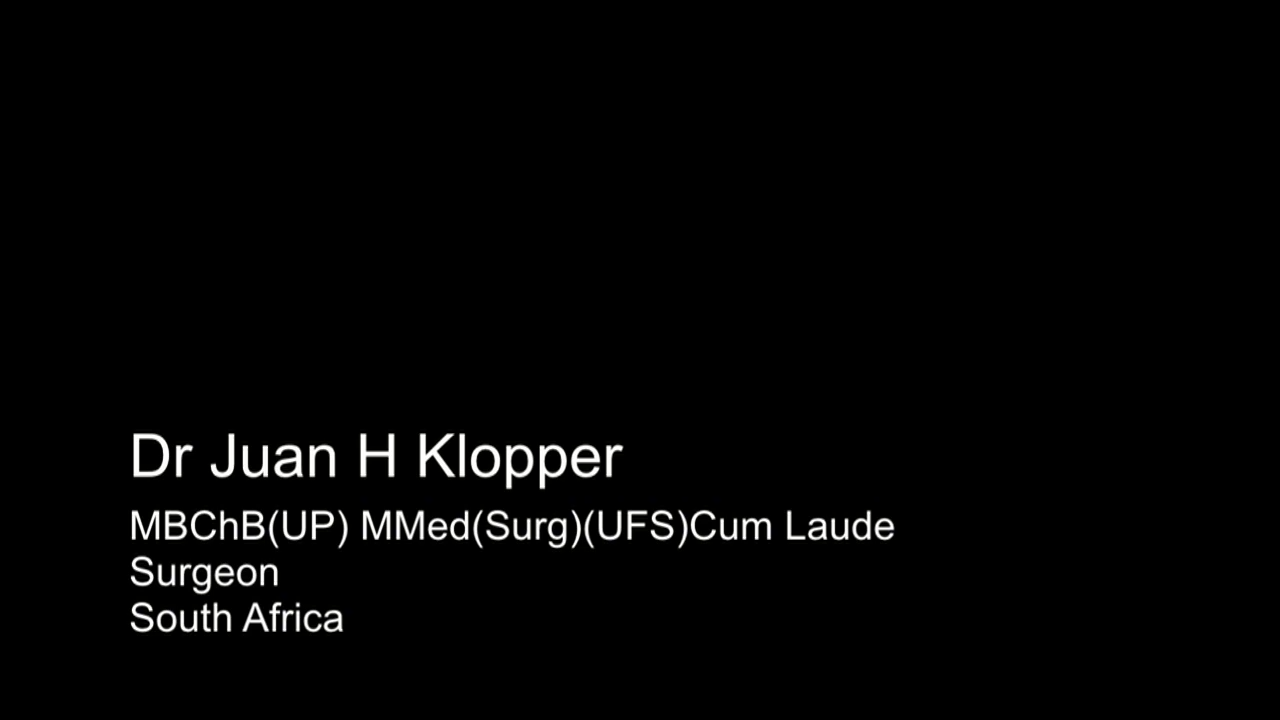 Dr Juan H Klopper
MBChB(UP) MMed(Surg)(UFS)Cum Laude
Surgeon
South Africa